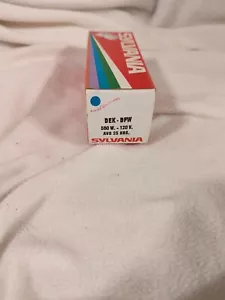 SYLVANIA
DEK - DFW
500 W. - 120 V.
AVG 25 HRS.
SYLVANIA